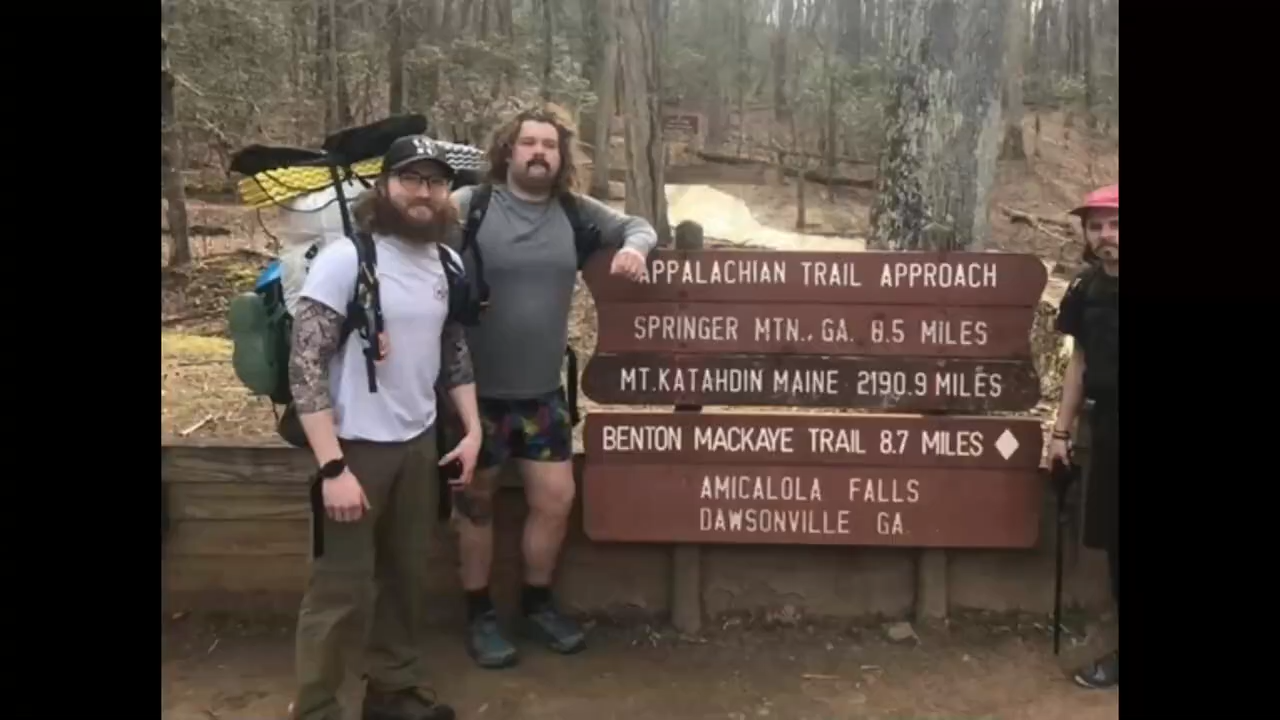 APPALACHIAN TRAIL APPROACH
SPRINGER MTN., GA. 8.5 MILES
MT.KATAHDIN MAINE 2190.9 MILES
BENTON MACKAYE TRAIL 8.7 MILES
AMICALOLA FALLS
DAWSONVILLE GA.